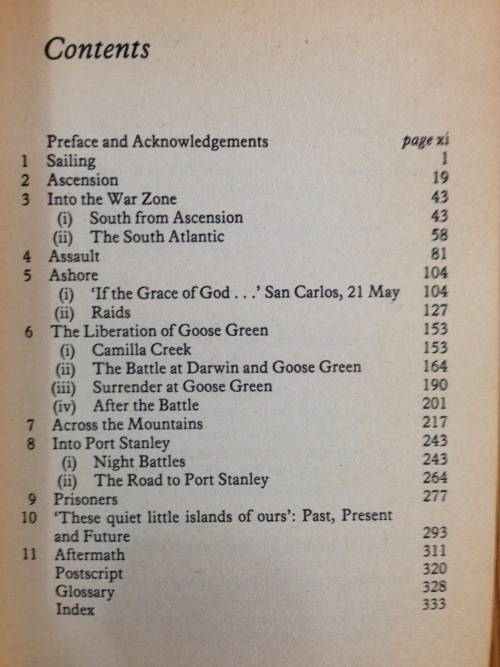 Contents
Preface and Acknowledgements page xi
1 Sailing 1
2 Ascension 19
3 Into the War Zone 43
(i) South from Ascension 43
(ii) The South Atlantic 58
4 Assault 81
5 Ashore 104
(i) ‘If the Grace of God . . .’ San Carlos, 21 May 104
(ii) Raids 127
6 The Liberation of Goose Green 153
(i) Camilla Creek 153
(ii) The Battle at Darwin and Goose Green 164
(iii) Surrender at Goose Green 190
(iv) After the Battle 201
7 Across the Mountains 217
8 Into Port Stanley 243
(i) Night Battles 243
(ii) The Road to Port Stanley 264
9 Prisoners 277
10 ‘These quiet little islands of ours’: Past, Present
and Future 293
11 Aftermath 311
Postscript 320
Glossary 328
Index 333